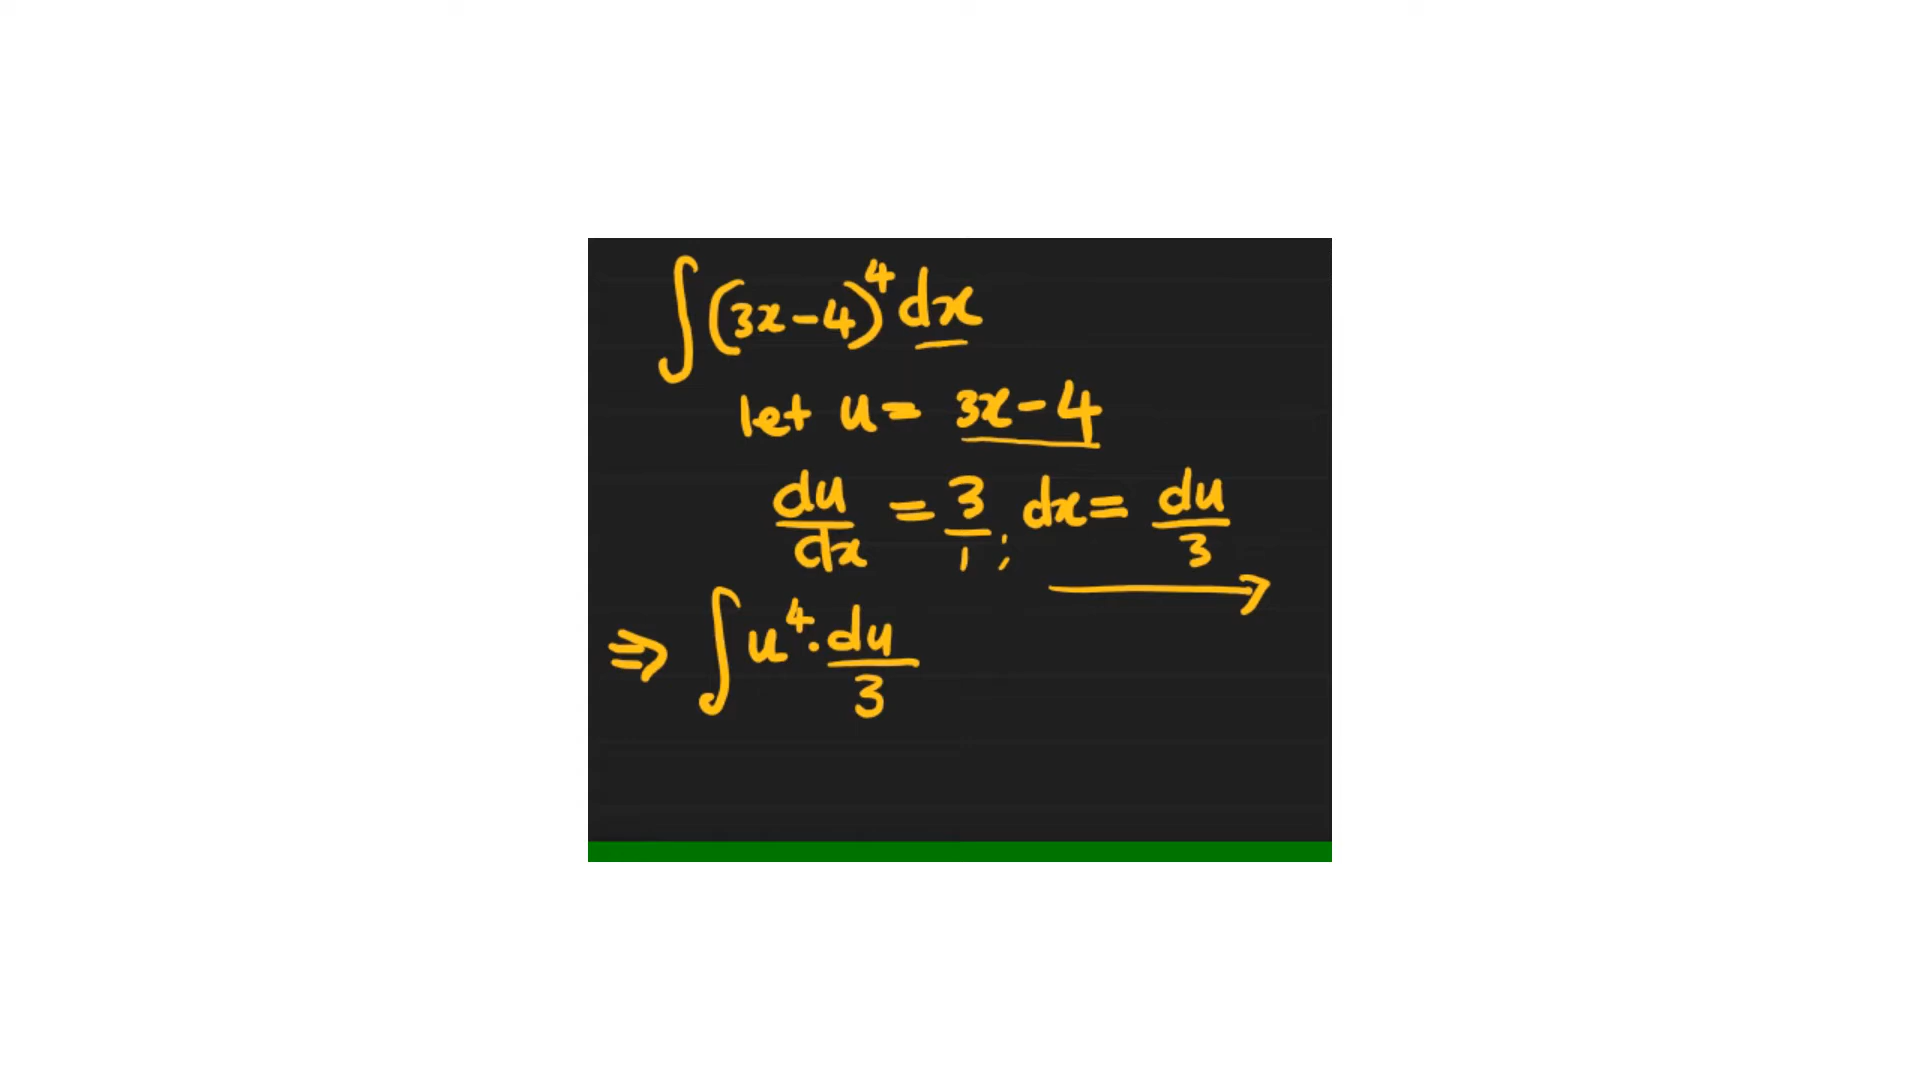 ∫(3x-4)⁴dx
let u= 3x-4
du/dx = 3/1; dx= du/3
⇒ ∫u⁴·du/3